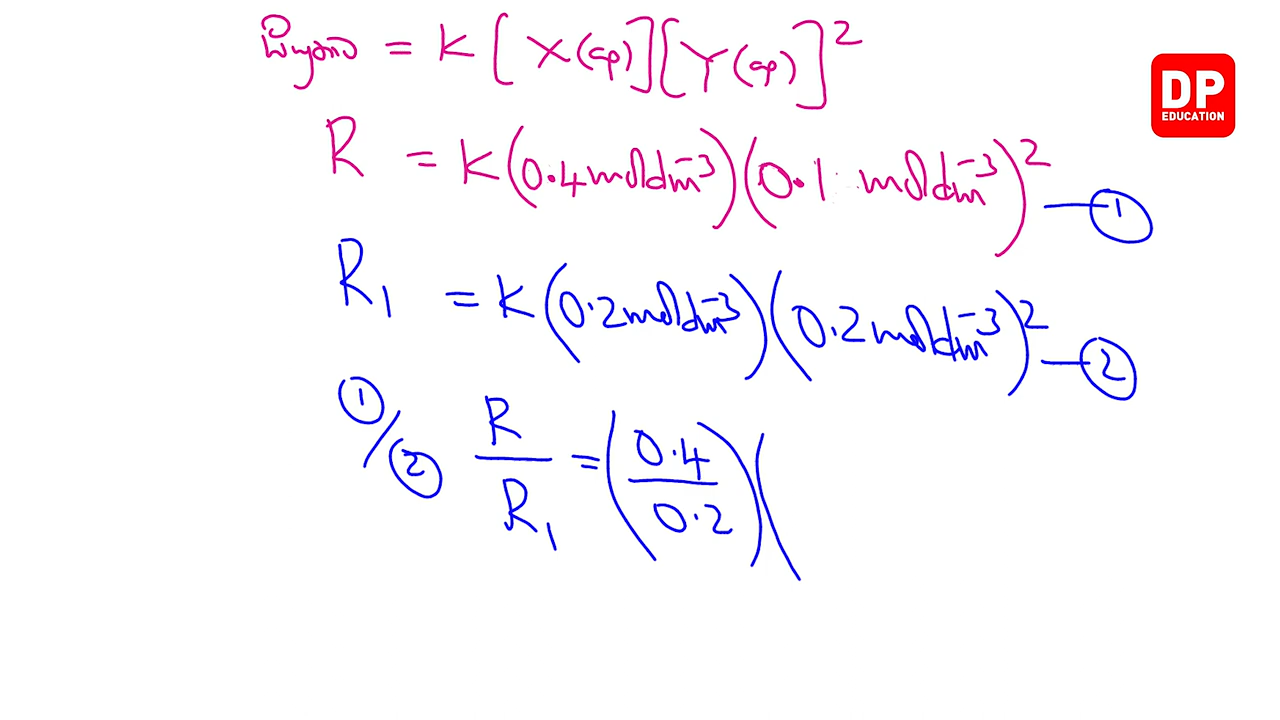 ශීඝ්‍රතාව = K [ X(aq) ] [ Y(aq) ]²
DP
EDUCATION
R = K (0.4 mol dm⁻³) (0.1 mol dm⁻³)² — ①
R₁ = K (0.2 mol dm⁻³) (0.2 mol dm⁻³)² — ②
①/② R/R₁ = (0.4/0.2) (